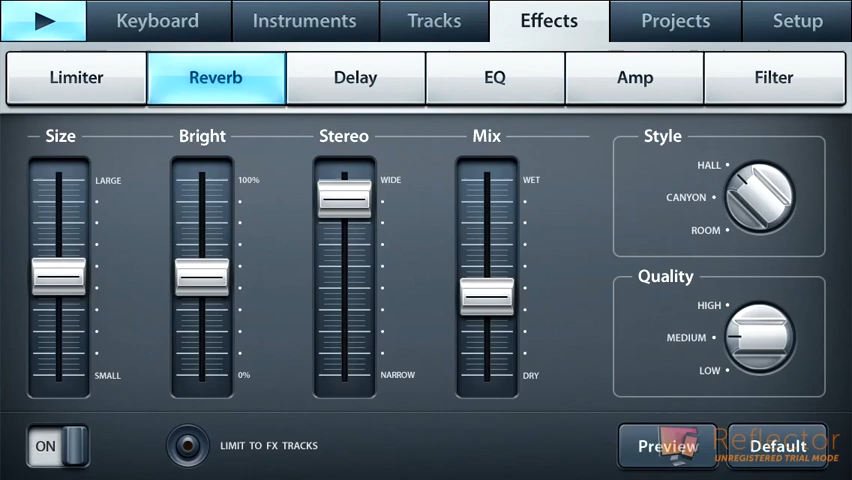 Keyboard Instruments Tracks Effects Projects Setup
Limiter Reverb Delay EQ Amp Filter
Size Bright Stereo Mix Style
LARGE 100% WIDE WET
HALL
CANYON
ROOM
Quality
HIGH
MEDIUM
LOW
SMALL 0% NARROW DRY
ON LIMIT TO FX TRACKS Preview Default
Reflector
UNREGISTERED TRIAL MODE